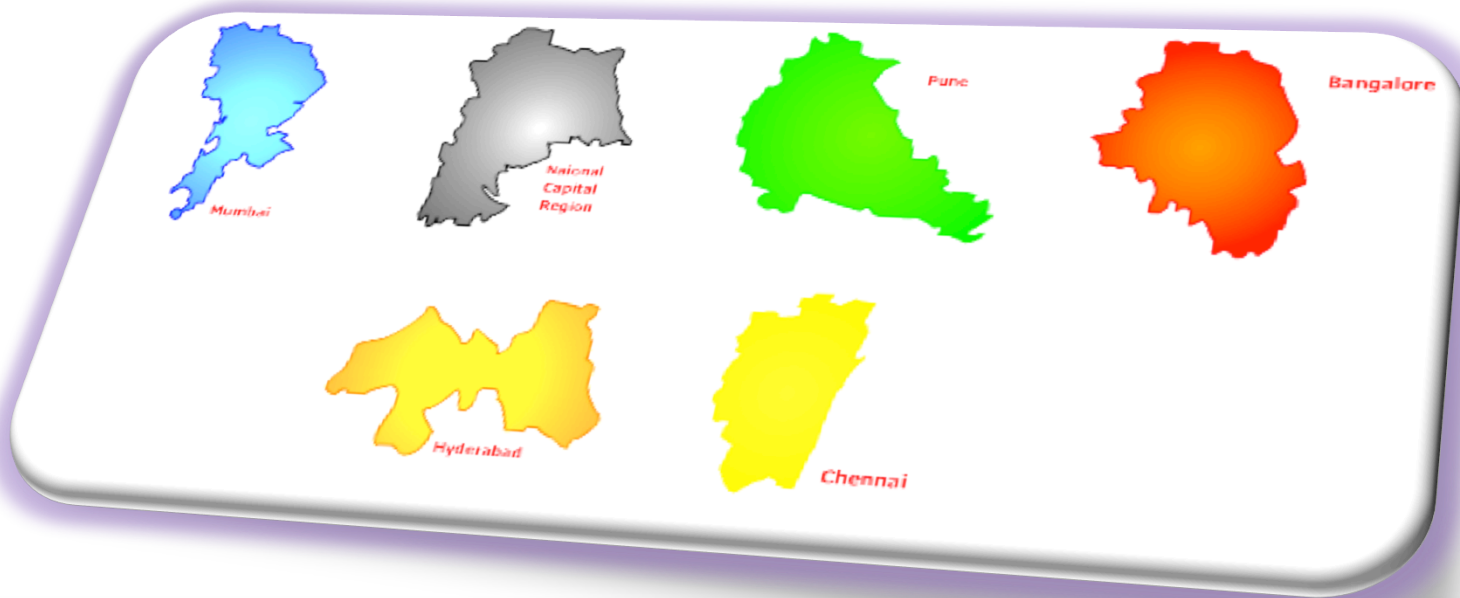 Mumbai
Naional
Capital
Region
Pune
Bangalore
Hyderabad
Chennai